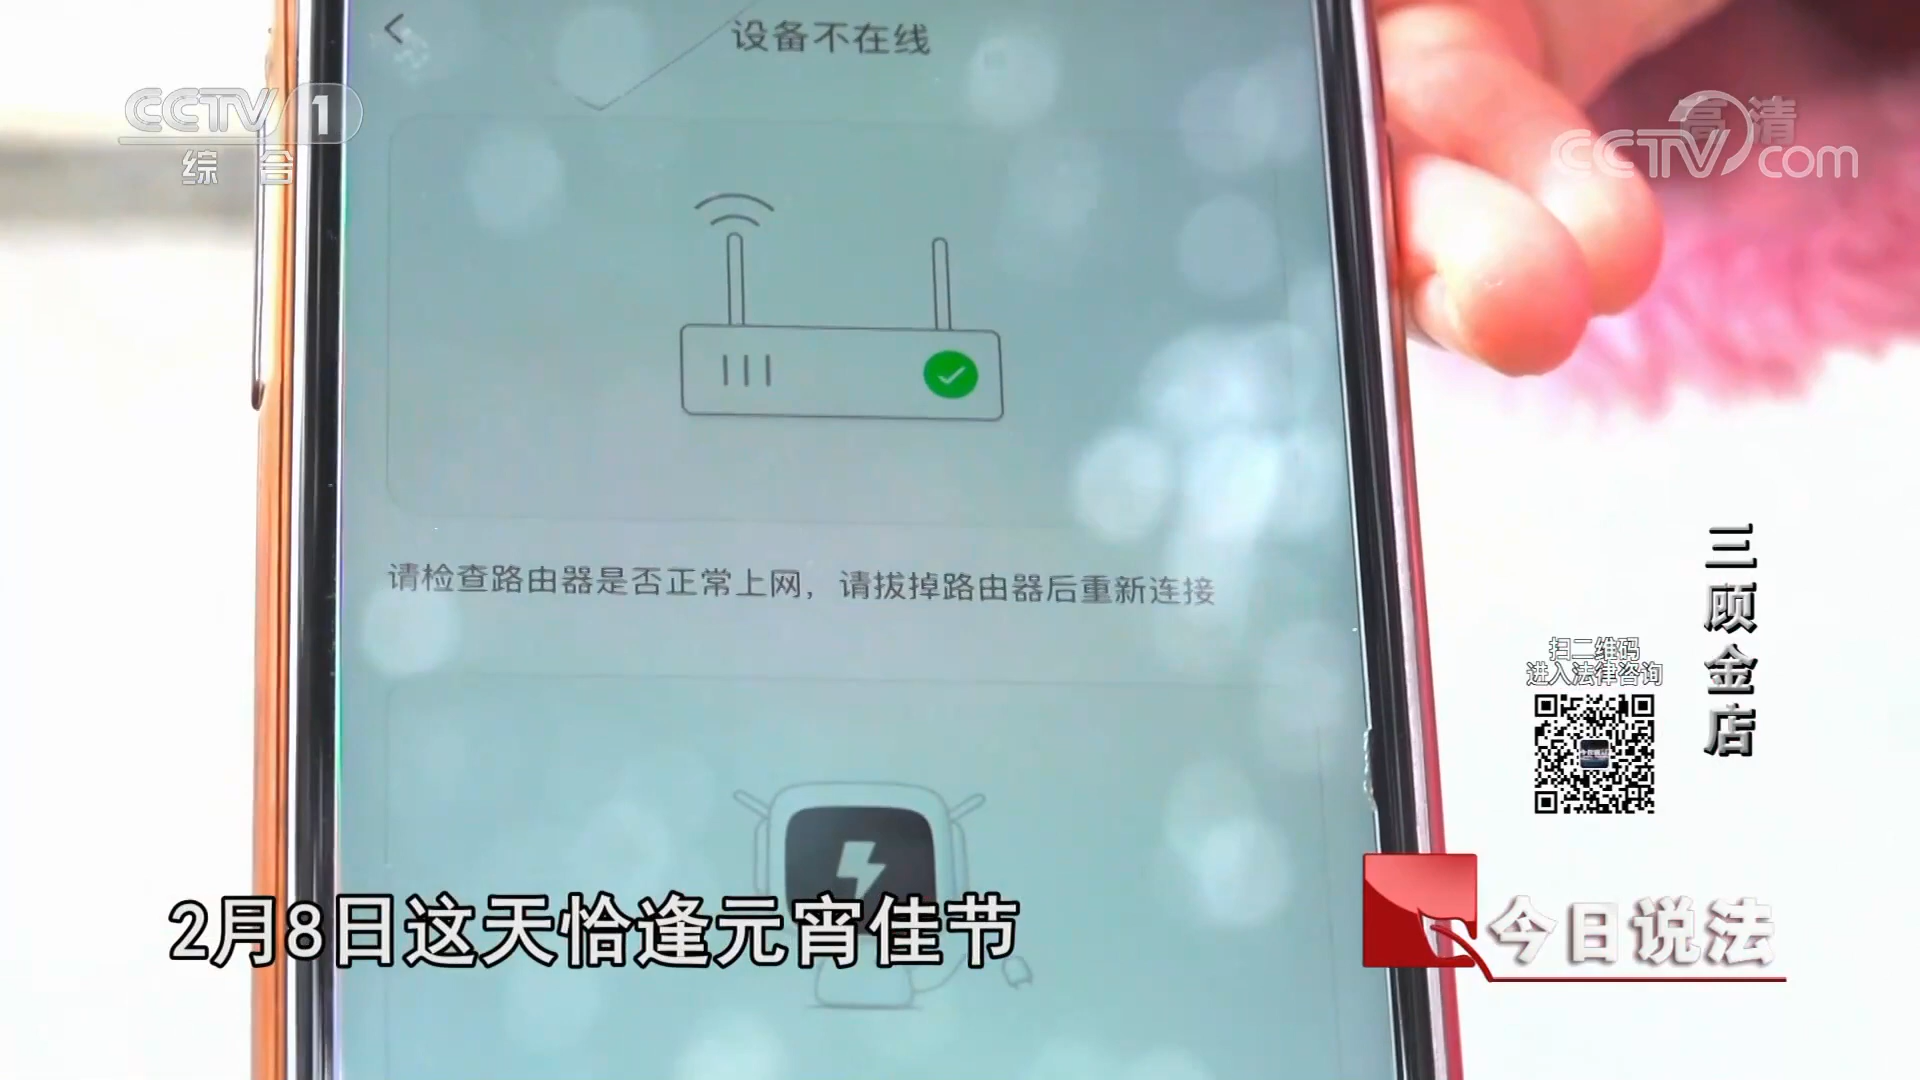 设备不在线
CCTV 1
综合
高清
CCTV com
请检查路由器是否正常上网，请拔掉路由器后重新连接
三顾金店
扫二维码
进入法律咨询
2月8日这天恰逢元宵佳节
今日说法